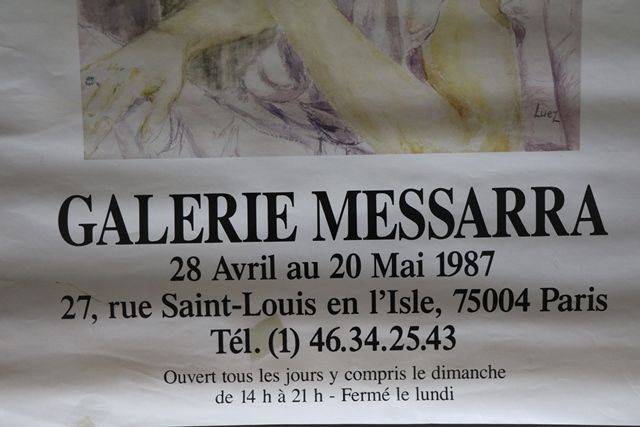 LuEZ
GALERIE MESSARRA
28 Avril au 20 Mai 1987
27, rue Saint-Louis en l'Isle, 75004 Paris
Tél. (1) 46.34.25.43
Ouvert tous les jours y compris le dimanche
de 14 h à 21 h - Fermé le lundi